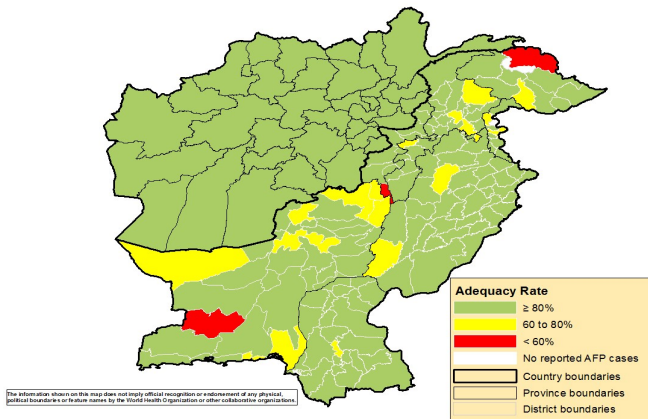 Adequacy Rate
≥ 80%
60 to 80%
< 60%
No reported AFP cases
Country boundaries
Province boundaries
District boundaries
The information shown on this map does not imply official recognition or endorsement of any physical,
political boundaries or feature names by the World Health Organization or other collaborative organizations.